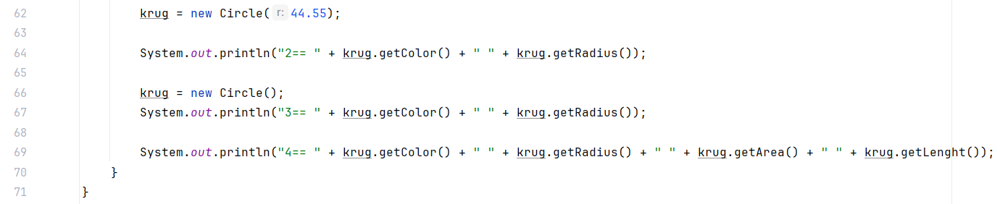 62 krug = new Circle( r: 44.55);
63
64 System.out.println("2== " + krug.getColor() + " " + krug.getRadius());
65
66 krug = new Circle();
67 System.out.println("3== " + krug.getColor() + " " + krug.getRadius());
68
69 System.out.println("4== " + krug.getColor() + " " + krug.getRadius() + " " + krug.getArea() + " " + krug.getLenght());
70 }
71 }